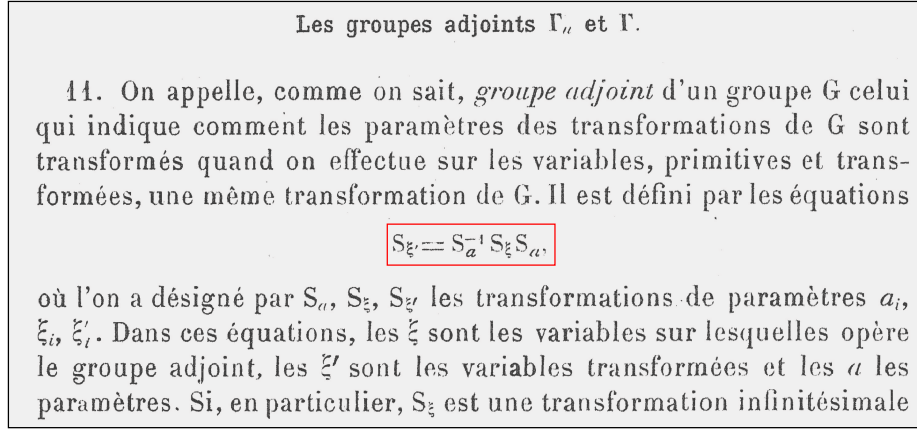 Les groupes adjoints Γₐ et Γ.
11. On appelle, comme on sait, groupe adjoint d'un groupe G celui
qui indique comment les paramètres des transformations de G sont
transformés quand on effectue sur les variables, primitives et trans-
formées, une même transformation de G. Il est défini par les équations
S_ξ′ = S_a^{-1} S_ξ S_a,
où l'on a désigné par S_a, S_ξ, S_ξ′ les transformations de paramètres a_i,
ξ_i, ξ′_i. Dans ces équations, les ξ sont les variables sur lesquelles opère
le groupe adjoint, les ξ′ sont les variables transformées et les a les
paramètres. Si, en particulier, S_ξ est une transformation infinitésimale